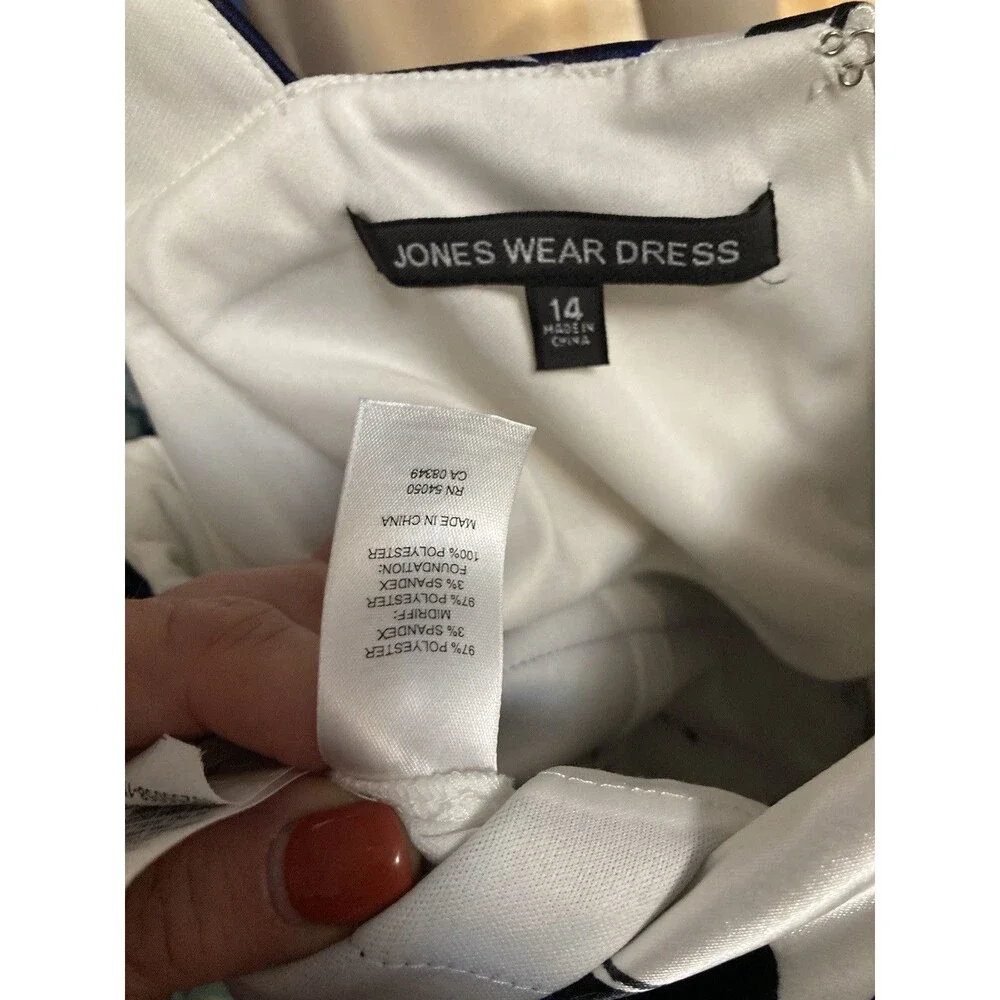 JONES WEAR DRESS
14
MADE IN
CHINA
97% POLYESTER
3% SPANDEX
MIDRIFF:
97% POLYESTER
3% SPANDEX
FOUNDATION:
100% POLYESTER
MADE IN CHINA
RN 54050
CA 08349